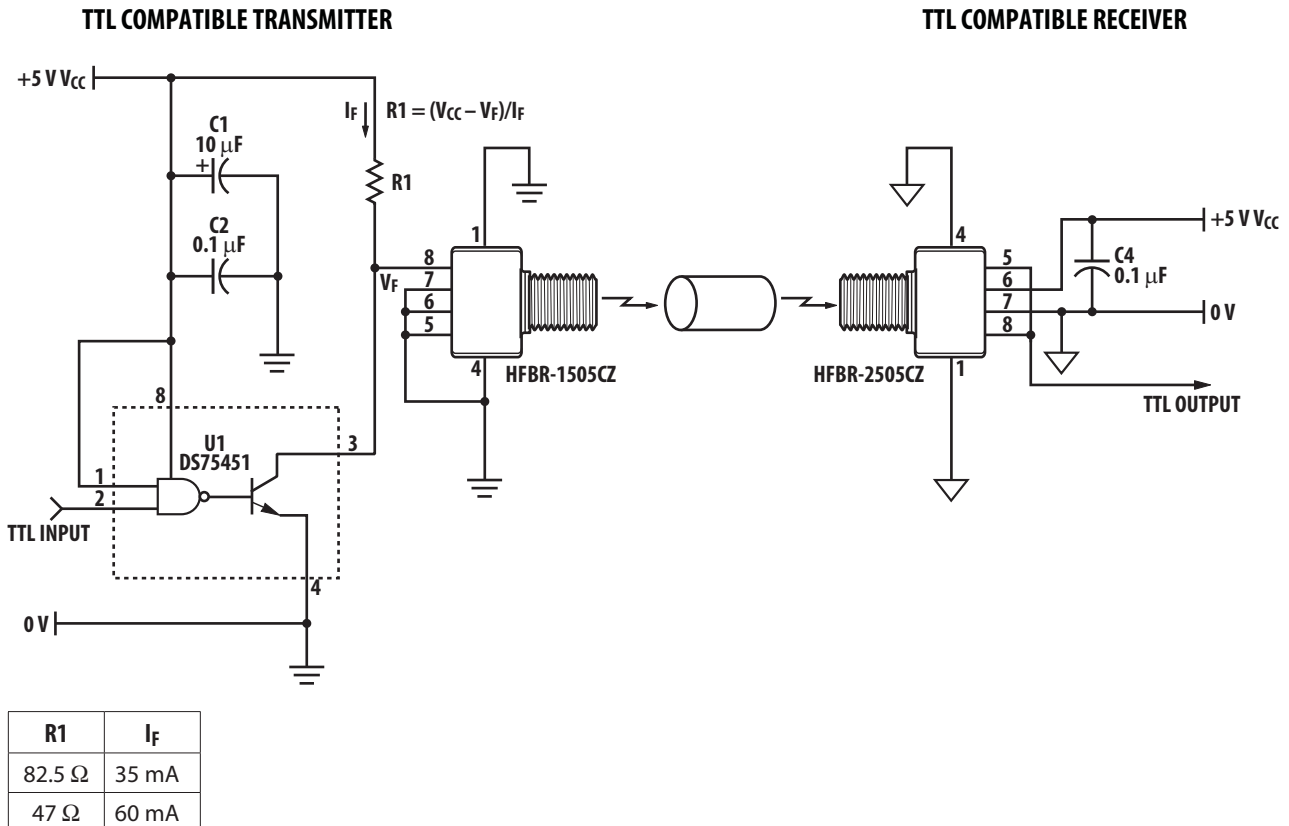 TTL COMPATIBLE TRANSMITTER
TTL COMPATIBLE RECEIVER
+5 V VCC
IF
R1 = (VCC – VF)/IF
C1
10 µF
+
R1
C2
0.1 µF
1
8
VF
7
6
5
4
HFBR-1505CZ
4
5
6
7
8
1
HFBR-2505CZ
+5 V VCC
C4
0.1 µF
0 V
TTL OUTPUT
8
U1
DS75451
3
1
2
TTL INPUT
4
0 V
R1 IF
82.5 Ω 35 mA
47 Ω 60 mA